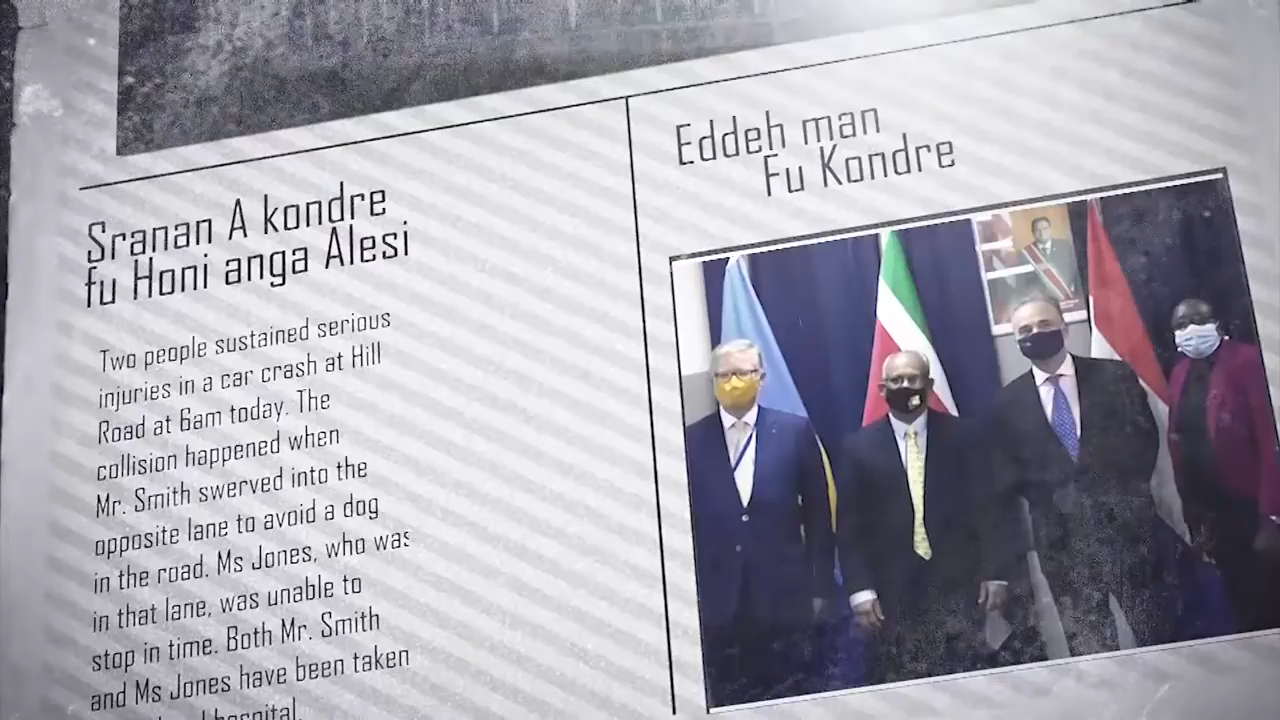 Sranan A kondre
fu Honi anga Alesi
Two people sustained serious
injuries in a car crash at Hill
Road at 6am today. The
collision happened when
Mr. Smith swerved into the
opposite lane to avoid a dog
in the road. Ms Jones, who was
in that lane, was unable to
stop in time. Both Mr. Smith
and Ms Jones have been taken
hospital.
Eddeh man
Fu Kondre